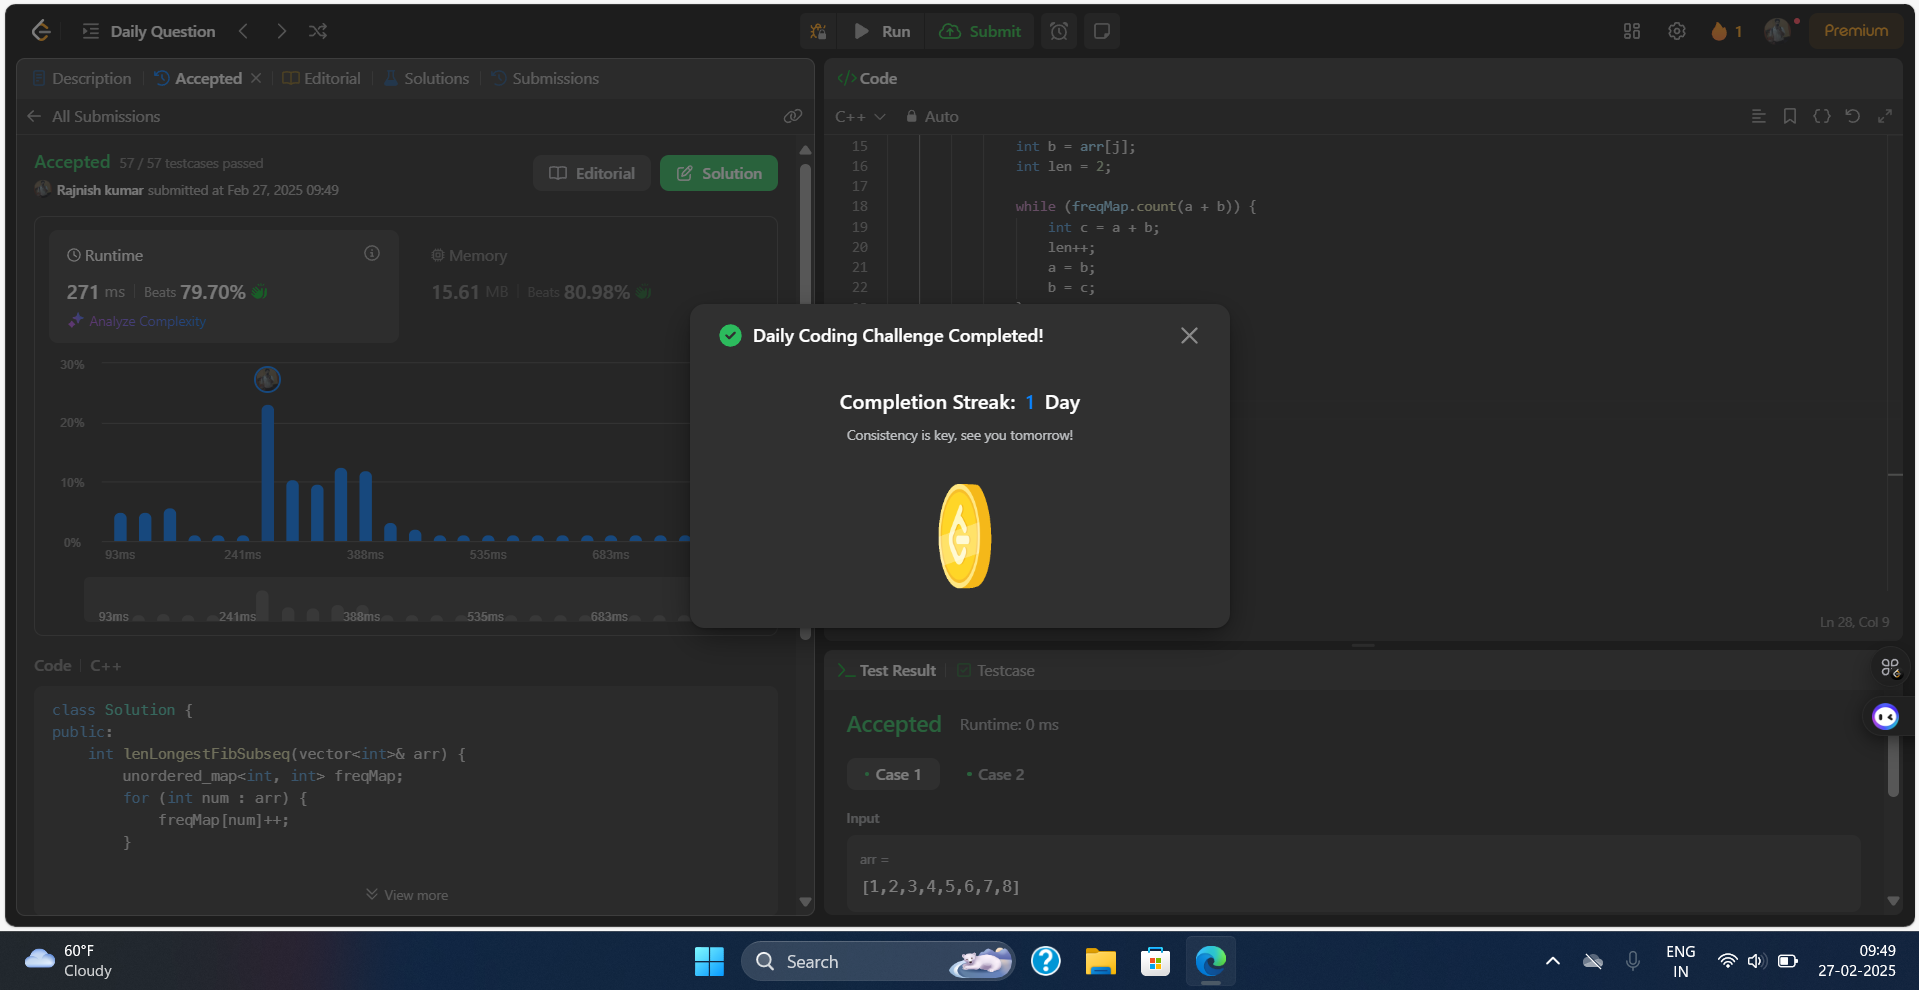 Daily Question
Run
Submit
1
Premium
Description
Accepted
Editorial
Solutions
Submissions
All Submissions
Accepted 57 / 57 testcases passed
Rajnish kumar submitted at Feb 27, 2025 09:49
Editorial
Solution
Runtime
271 ms
Beats 79.70%
Analyze Complexity
Memory
15.61 MB
Beats 80.98%
30%
20%
10%
0%
93ms
241ms
388ms
535ms
683ms
93ms
241ms
388ms
535ms
683ms
Code
C++
class Solution {
public:
int lenLongestFibSubseq(vector<int>& arr) {
unordered_map<int, int> freqMap;
for (int num : arr) {
freqMap[num]++;
}
View more
</> Code
C++
Auto
15 int b = arr[j];
16 int len = 2;
17
18 while (freqMap.count(a + b)) {
19 int c = a + b;
20 len++;
21 a = b;
22 b = c;
Ln 28, Col 9
Daily Coding Challenge Completed!
Completion Streak: 1 Day
Consistency is key, see you tomorrow!
Test Result
Testcase
Accepted Runtime: 0 ms
Case 1
Case 2
Input
arr =
[1,2,3,4,5,6,7,8]
60°F
Cloudy
Search
ENG
IN
09:49
27-02-2025